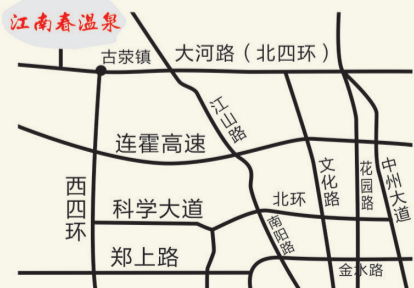 江南春温泉
古荥镇
大河路（北四环）
江山路
连霍高速
文化路
花园路
中州大道
西四环
科学大道
北环
南阳路
郑上路
金水路